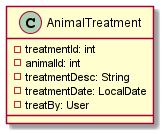 C AnimalTreatment
treatmentId: int
animalId: int
treatmentDesc: String
treatmentDate: LocalDate
treatBy: User